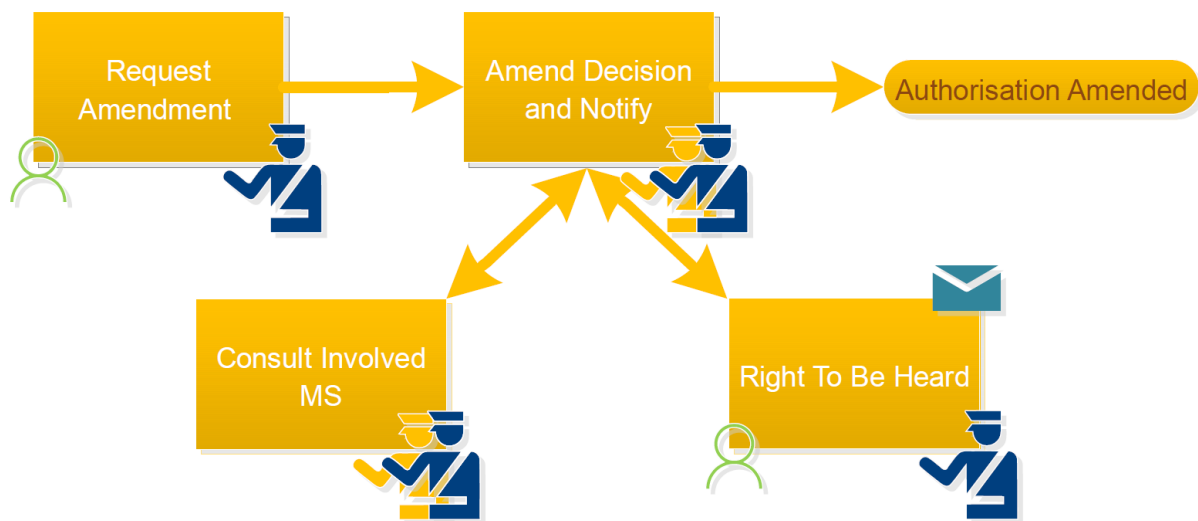 Request
Amendment
Amend Decision
and Notify
Authorisation Amended
Consult Involved
MS
Right To Be Heard